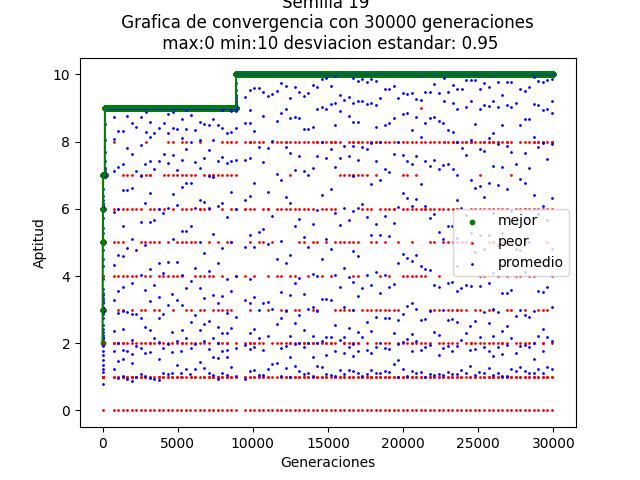 Semilla 19
Grafica de convergencia con 30000 generaciones
max:0 min:10 desviacion estandar: 0.95
10
8
6
4
2
0
Aptitud
mejor
peor
promedio
0
5000
10000
15000
20000
25000
30000
Generaciones